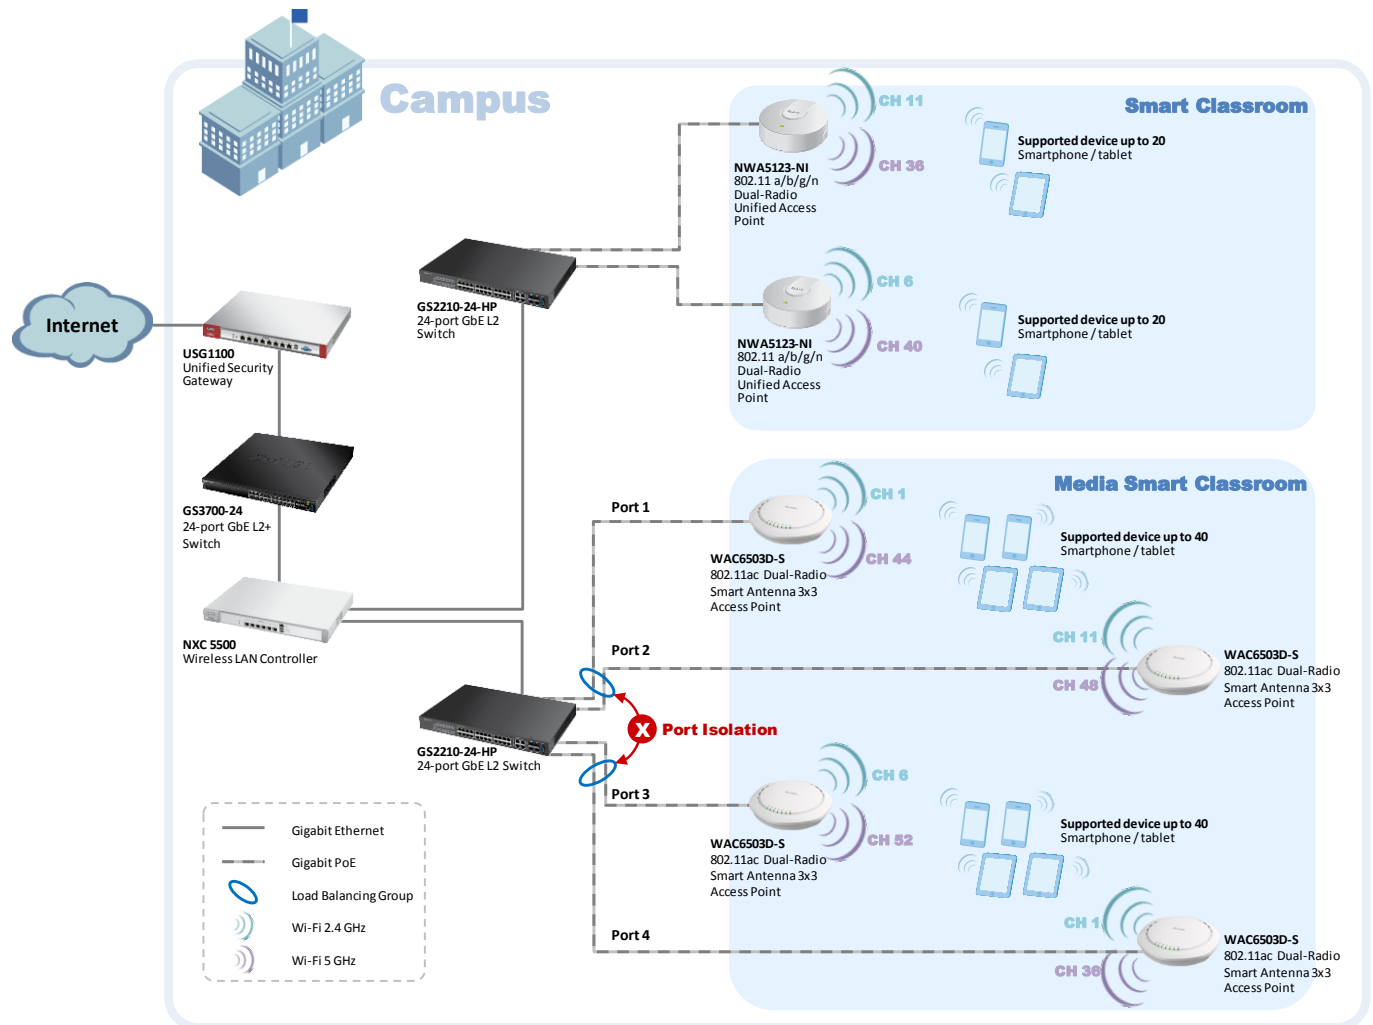 Campus
Smart Classroom
CH 11
CH 36
NWA5123-NI
802.11 a/b/g/n
Dual-Radio
Unified Access
Point
Supported device up to 20
Smartphone / tablet
CH 6
CH 40
NWA5123-NI
802.11 a/b/g/n
Dual-Radio
Unified Access
Point
Supported device up to 20
Smartphone / tablet
GS2210-24-HP
24-port GbE L2
Switch
Internet
USG1100
Unified Security
Gateway
GS3700-24
24-port GbE L2+
Switch
NXC 5500
Wireless LAN Controller
GS2210-24-HP
24-port GbE L2 Switch
Media Smart Classroom
Port 1
CH 1
CH 44
WAC6503D-S
802.11ac Dual-Radio
Smart Antenna 3x3
Access Point
Supported device up to 40
Smartphone / tablet
Port 2
CH 11
CH 48
WAC6503D-S
802.11ac Dual-Radio
Smart Antenna 3x3
Access Point
X Port Isolation
Port 3
CH 6
CH 52
WAC6503D-S
802.11ac Dual-Radio
Smart Antenna 3x3
Access Point
Supported device up to 40
Smartphone / tablet
Port 4
CH 1
CH 36
WAC6503D-S
802.11ac Dual-Radio
Smart Antenna 3x3
Access Point
Gigabit Ethernet
Gigabit PoE
Load Balancing Group
Wi-Fi 2.4 GHz
Wi-Fi 5 GHz